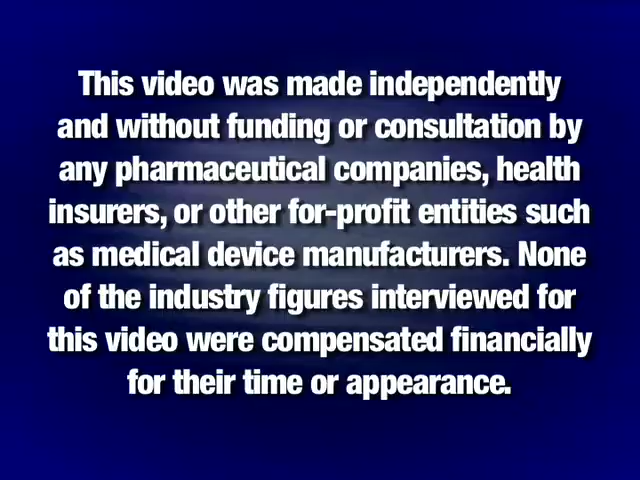 This video was made independently
and without funding or consultation by
any pharmaceutical companies, health
insurers, or other for-profit entities such
as medical device manufacturers. None
of the industry figures interviewed for
this video were compensated financially
for their time or appearance.